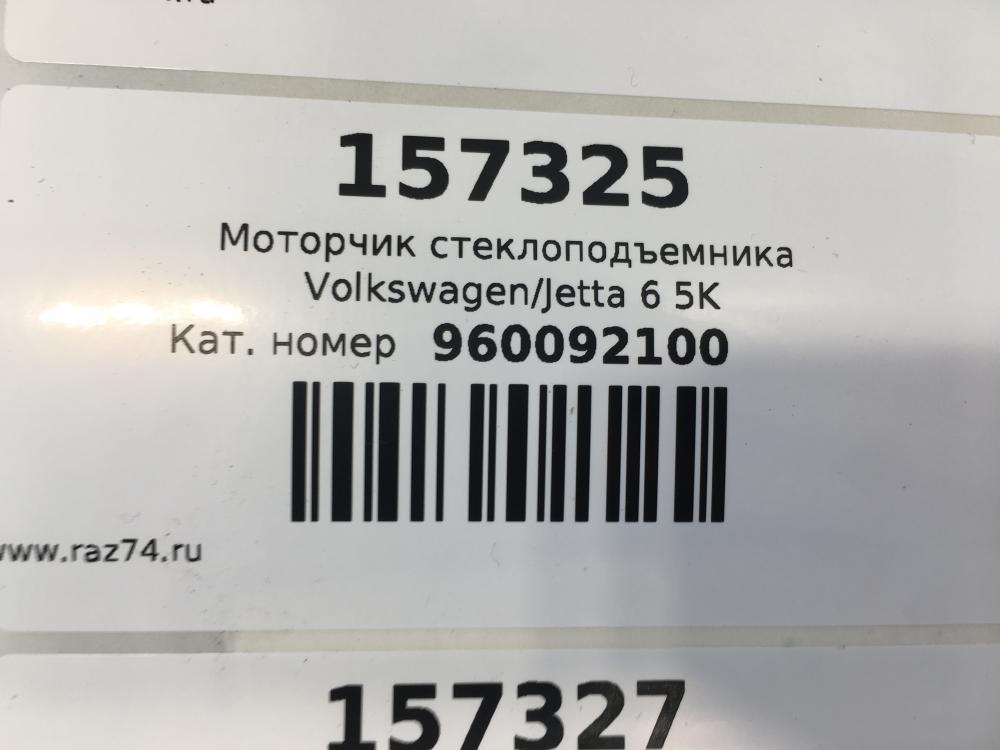 157325
Моторчик стеклоподъемника
Volkswagen/Jetta 6 5K
Кат. номер 960092100
www.raz74.ru
157327